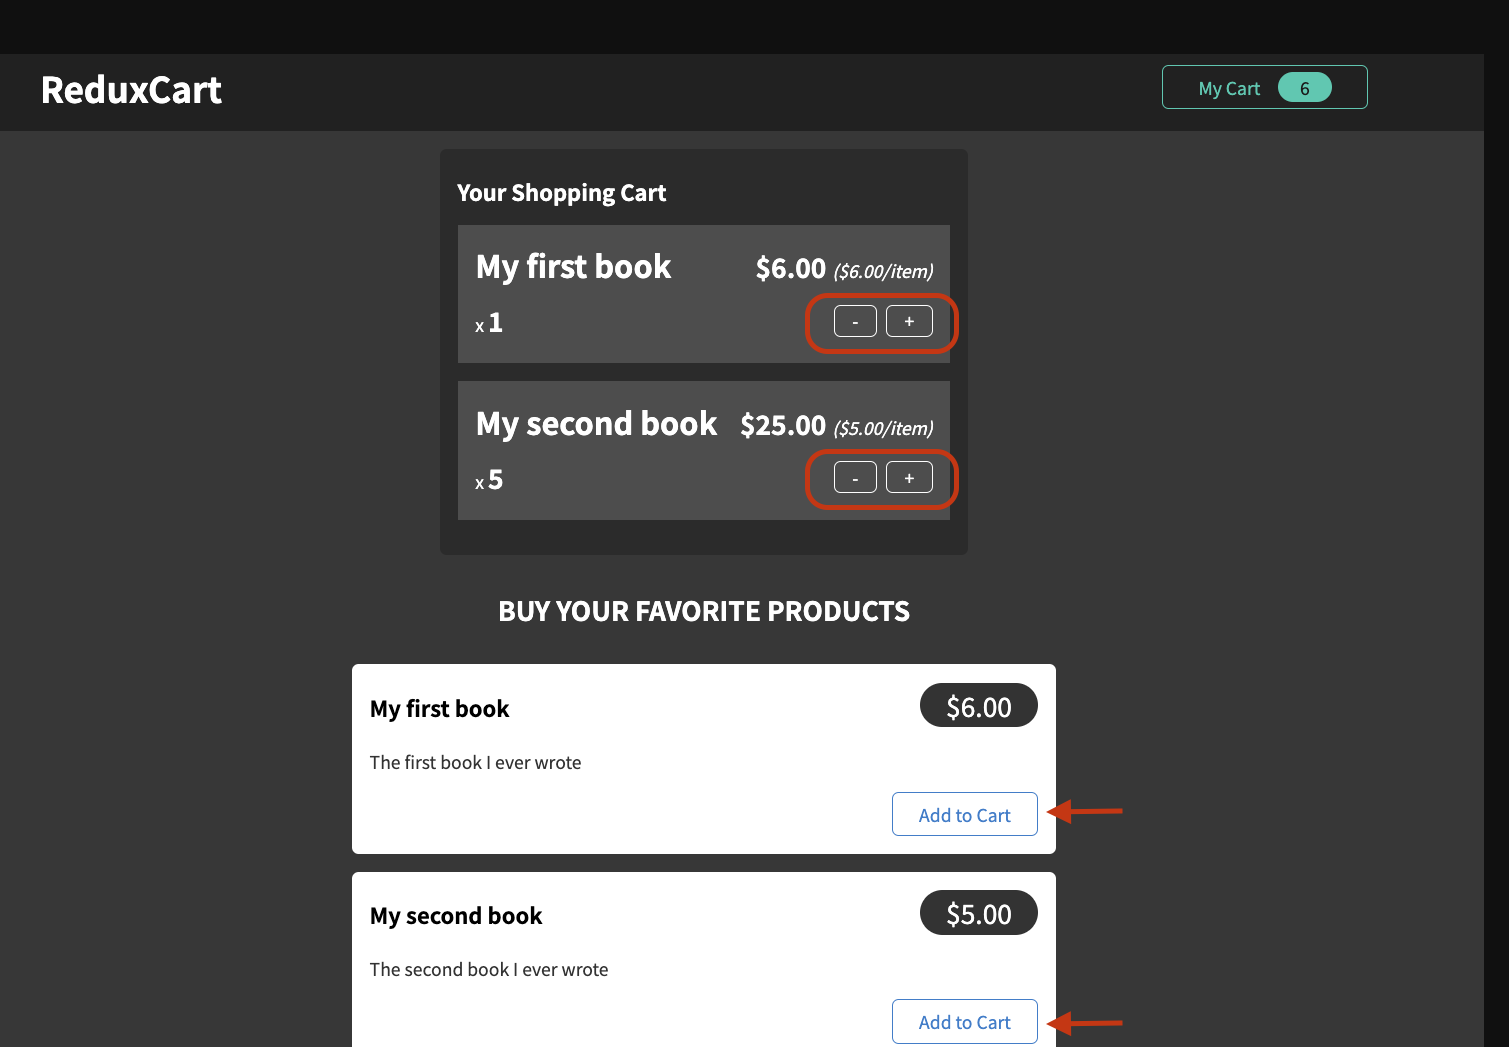 ReduxCart
My Cart 6
Your Shopping Cart
My first book $6.00 ($6.00/item)
x 1 - +
My second book $25.00 ($5.00/item)
x 5 - +
BUY YOUR FAVORITE PRODUCTS
My first book $6.00
The first book I ever wrote
Add to Cart
My second book $5.00
The second book I ever wrote
Add to Cart